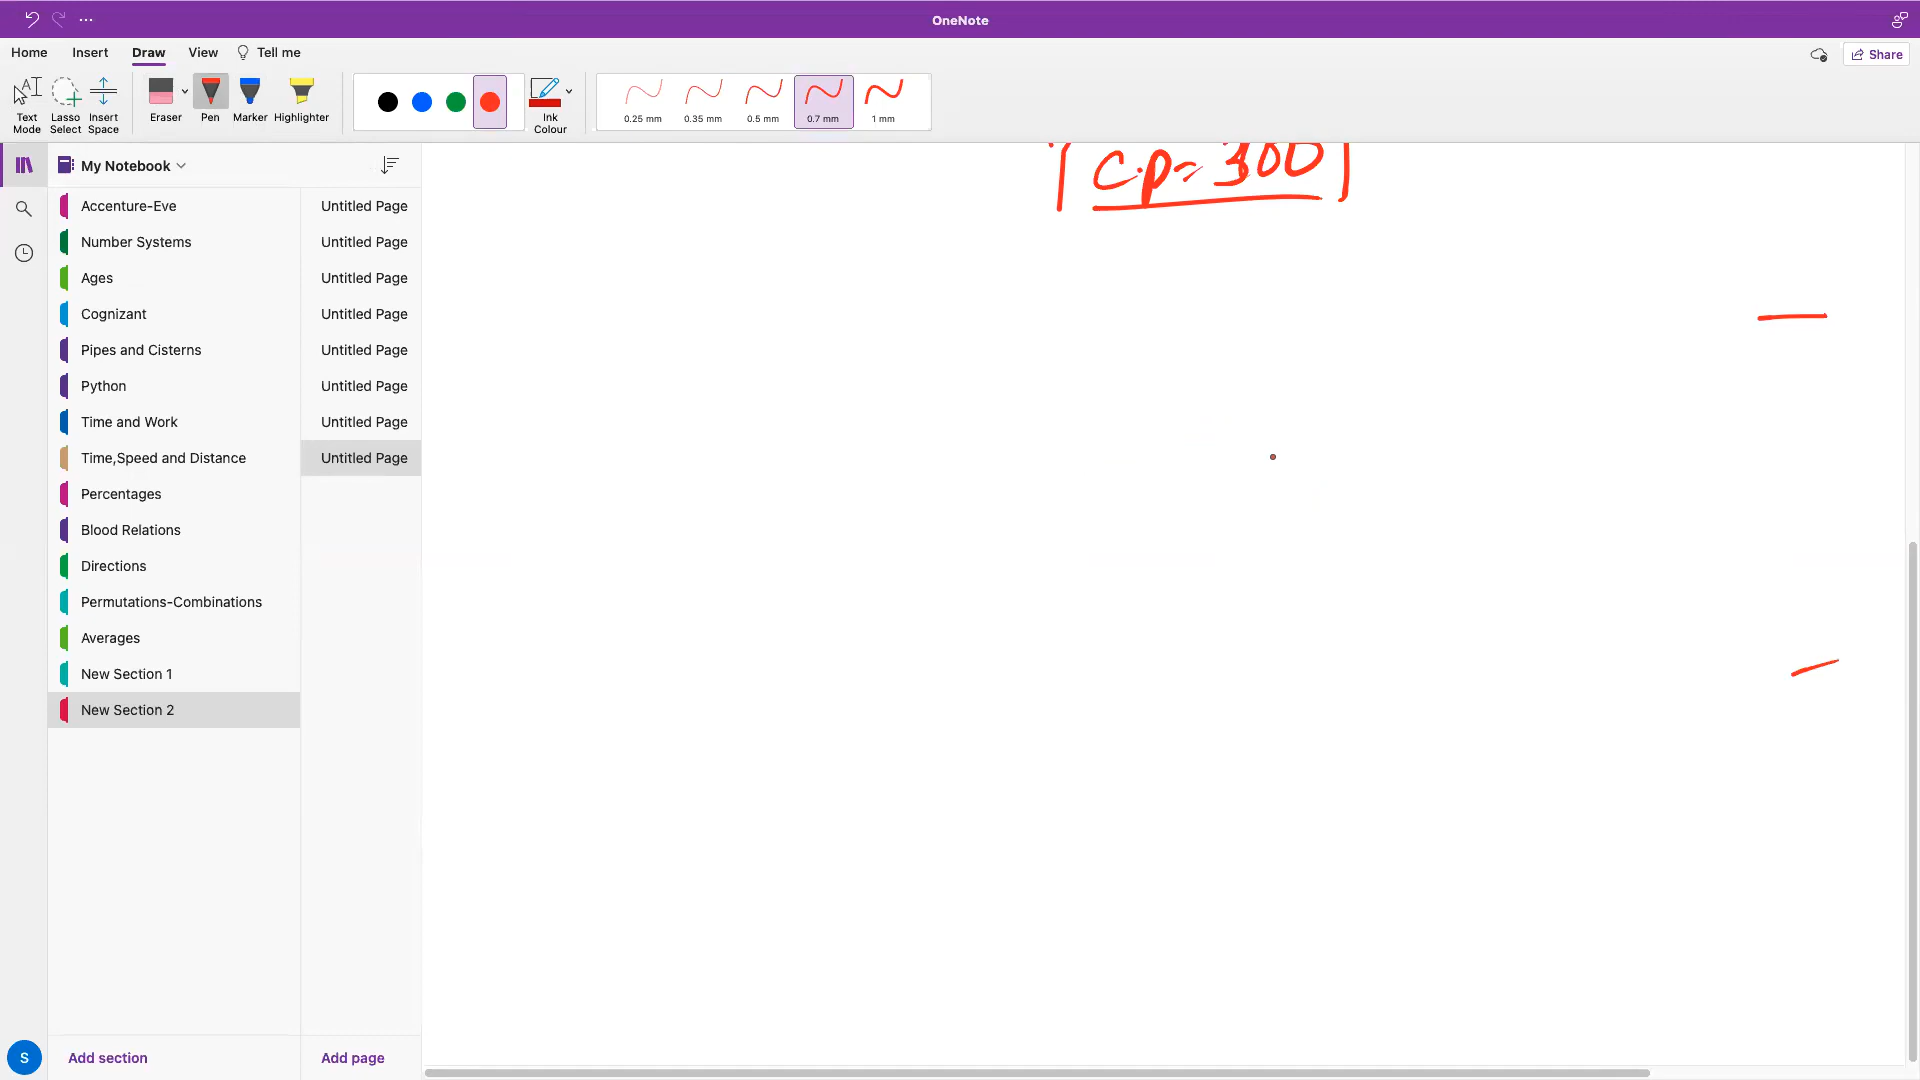 OneNote
Home Insert Draw View Tell me
Share
Text Mode
Lasso Select
Insert Space
Eraser
Pen
Marker
Highlighter
Ink Colour
0.25 mm
0.35 mm
0.5 mm
0.7 mm
1 mm
My Notebook
Accenture-Eve
Number Systems
Ages
Cognizant
Pipes and Cisterns
Python
Time and Work
Time,Speed and Distance
Percentages
Blood Relations
Directions
Permutations-Combinations
Averages
New Section 1
New Section 2
Add section
Untitled Page
Untitled Page
Untitled Page
Untitled Page
Untitled Page
Untitled Page
Untitled Page
Untitled Page
Add page
C.P= 300
S